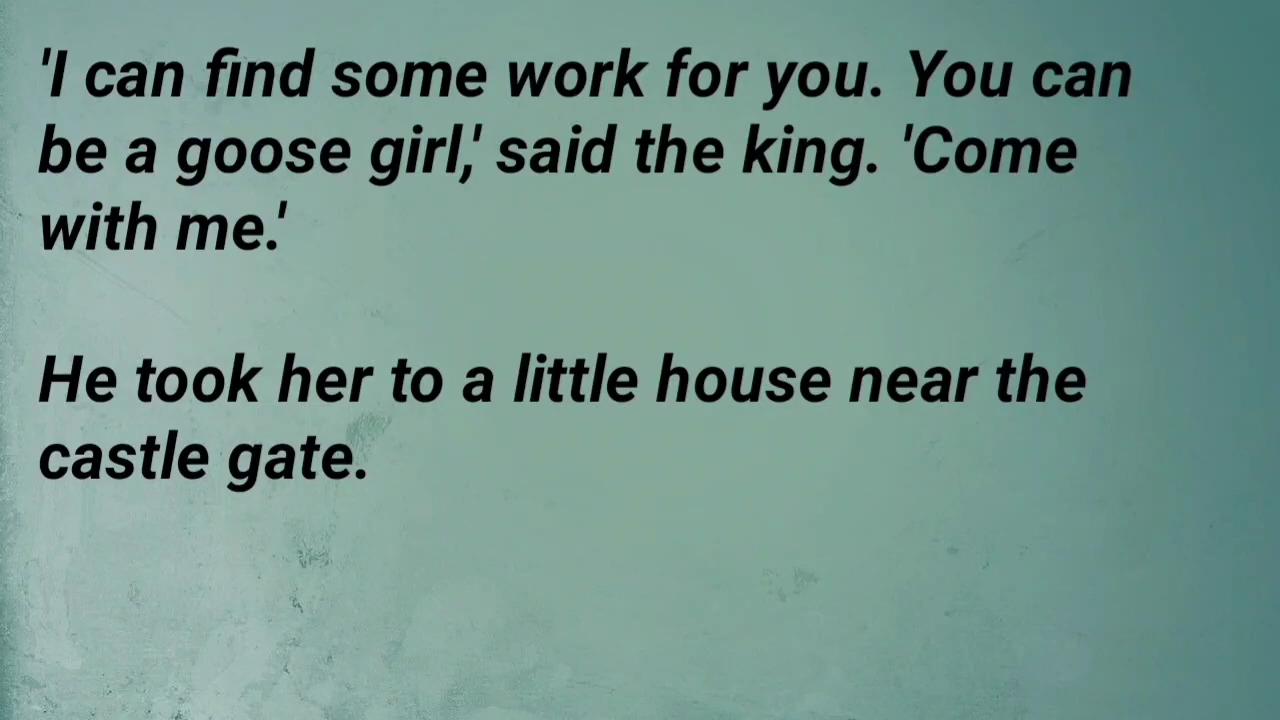 'I can find some work for you. You can
be a goose girl,' said the king. 'Come
with me.'
He took her to a little house near the
castle gate.